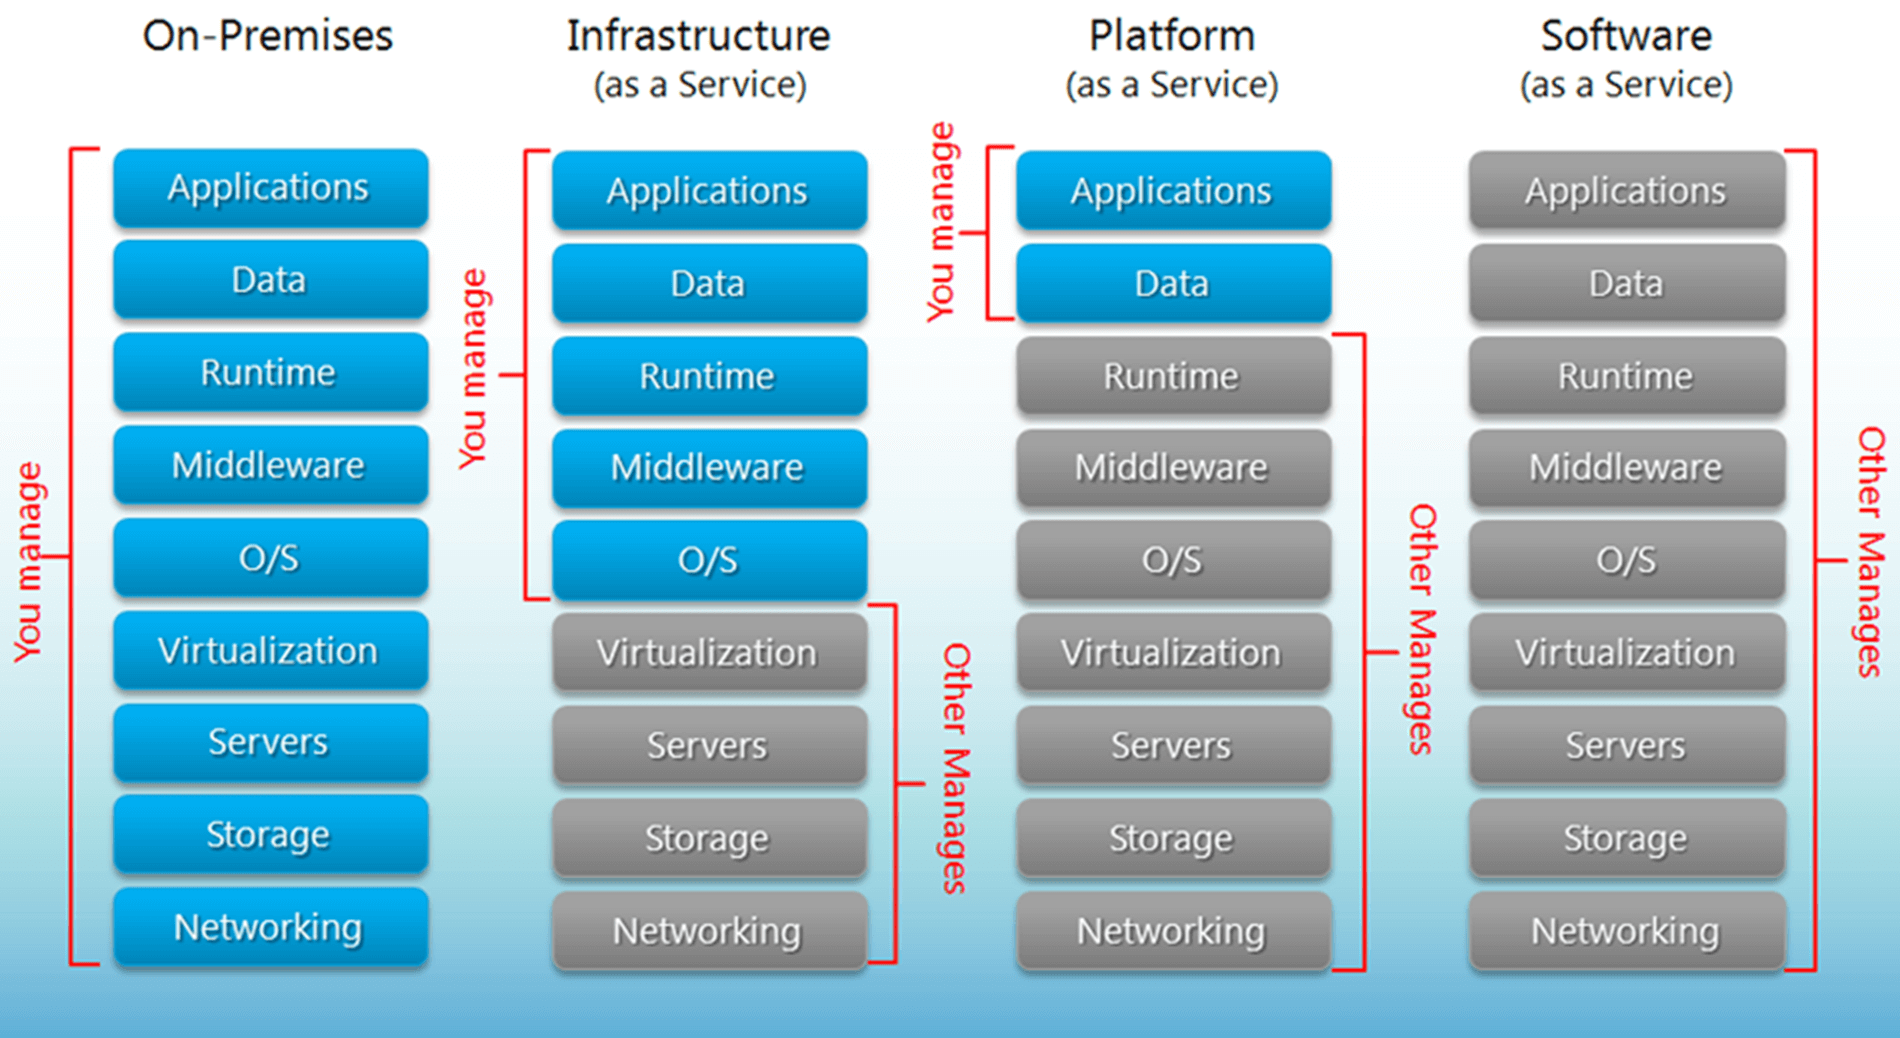 On-Premises
You manage
Applications
Data
Runtime
Middleware
O/S
Virtualization
Servers
Storage
Networking
Infrastructure
(as a Service)
You manage
Applications
Data
Runtime
Middleware
O/S
Virtualization
Servers
Storage
Networking
Other Manages
Platform
(as a Service)
You manage
Applications
Data
Runtime
Middleware
O/S
Virtualization
Servers
Storage
Networking
Other Manages
Software
(as a Service)
Applications
Data
Runtime
Middleware
O/S
Virtualization
Servers
Storage
Networking
Other Manages